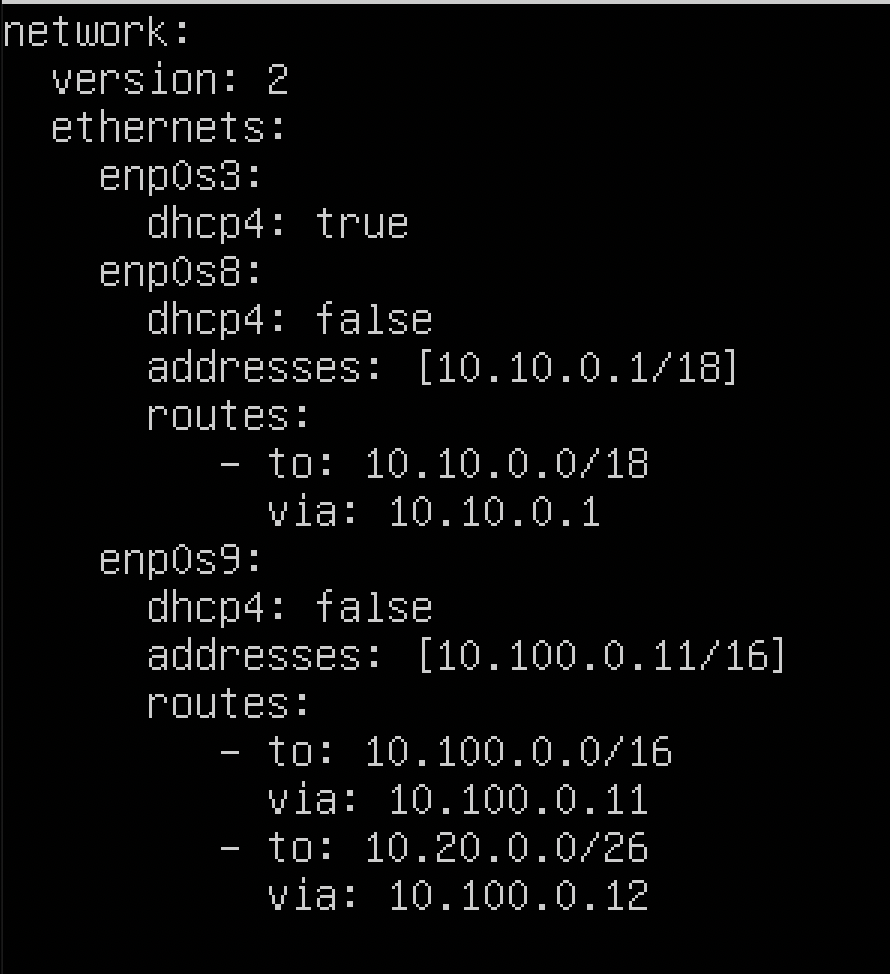 network:
  version: 2
  ethernets:
    enp0s3:
      dhcp4: true
    enp0s8:
      dhcp4: false
      addresses: [10.10.0.1/18]
      routes:
         - to: 10.10.0.0/18
           via: 10.10.0.1
    enp0s9:
      dhcp4: false
      addresses: [10.100.0.11/16]
      routes:
         - to: 10.100.0.0/16
           via: 10.100.0.11
         - to: 10.20.0.0/26
           via: 10.100.0.12